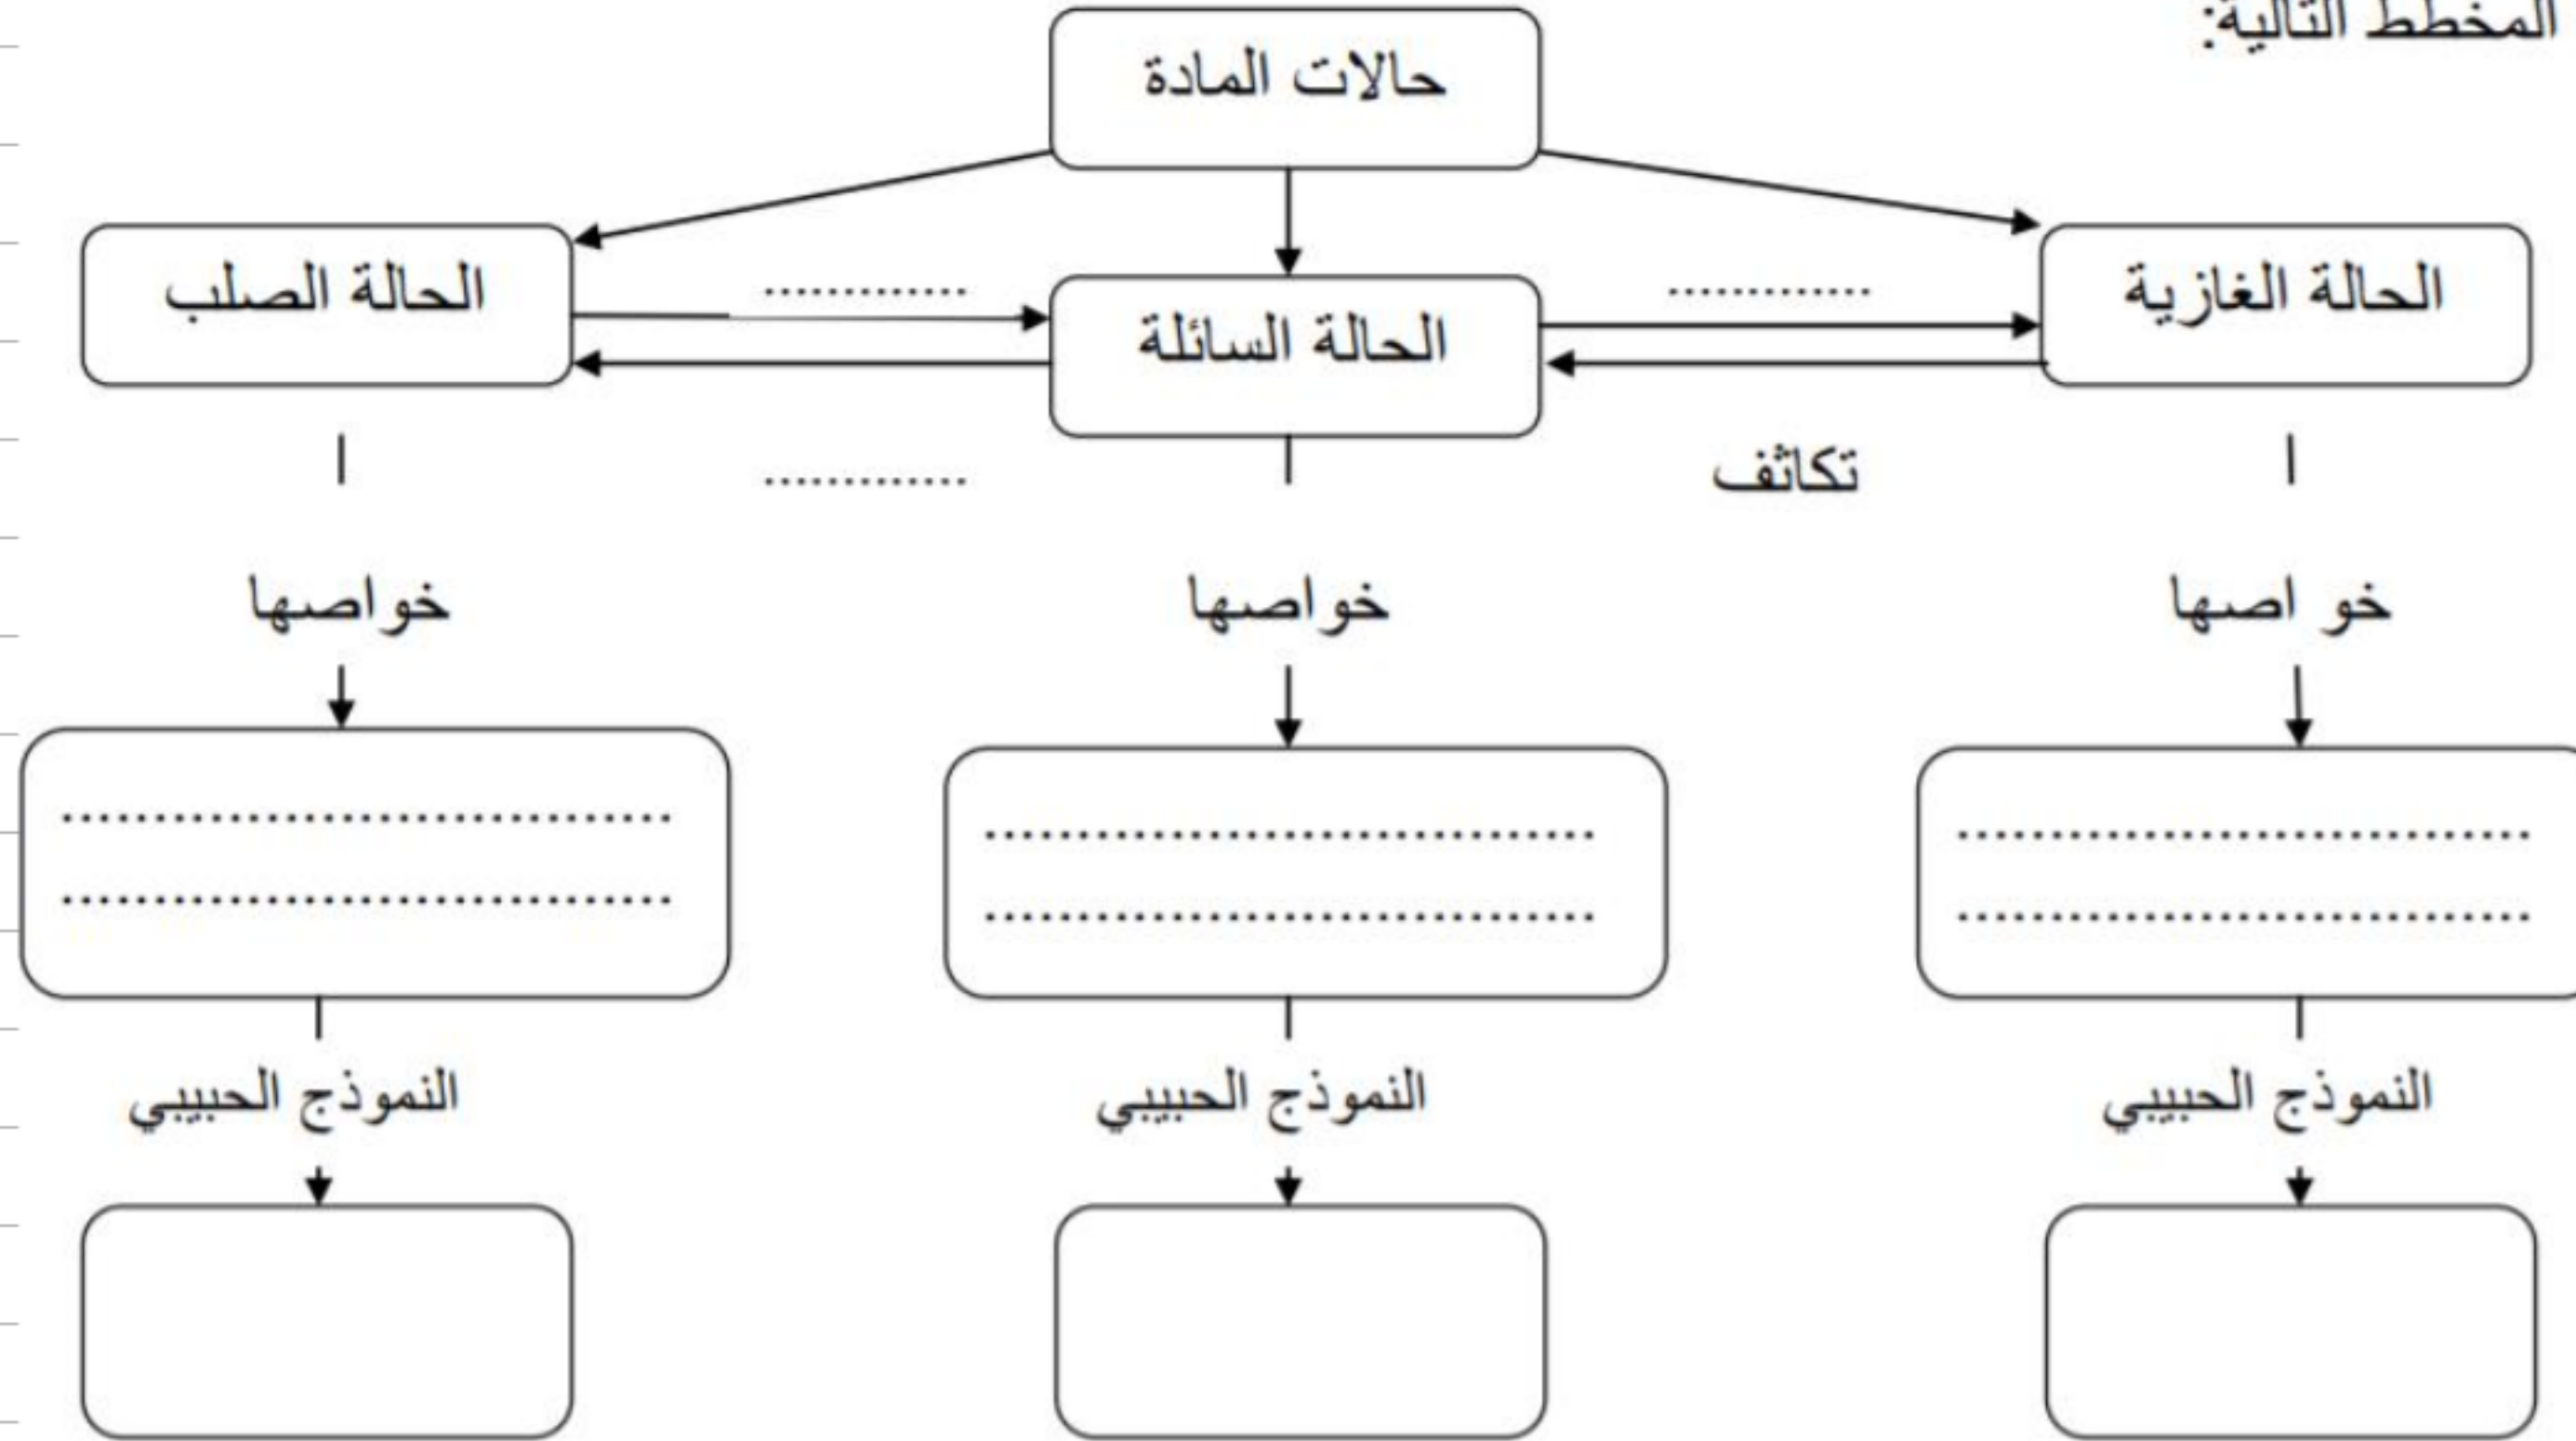 المخطط التالية:
حالات المادة
الحالة الغازية
.............
الحالة السائلة
.............
الحالة الصلب
تكاثف
.............
خو اصها
خواصها
خواصها
.....................................
.....................................
.....................................
.....................................
.....................................
.....................................
النموذج الحبيبي
النموذج الحبيبي
النموذج الحبيبي